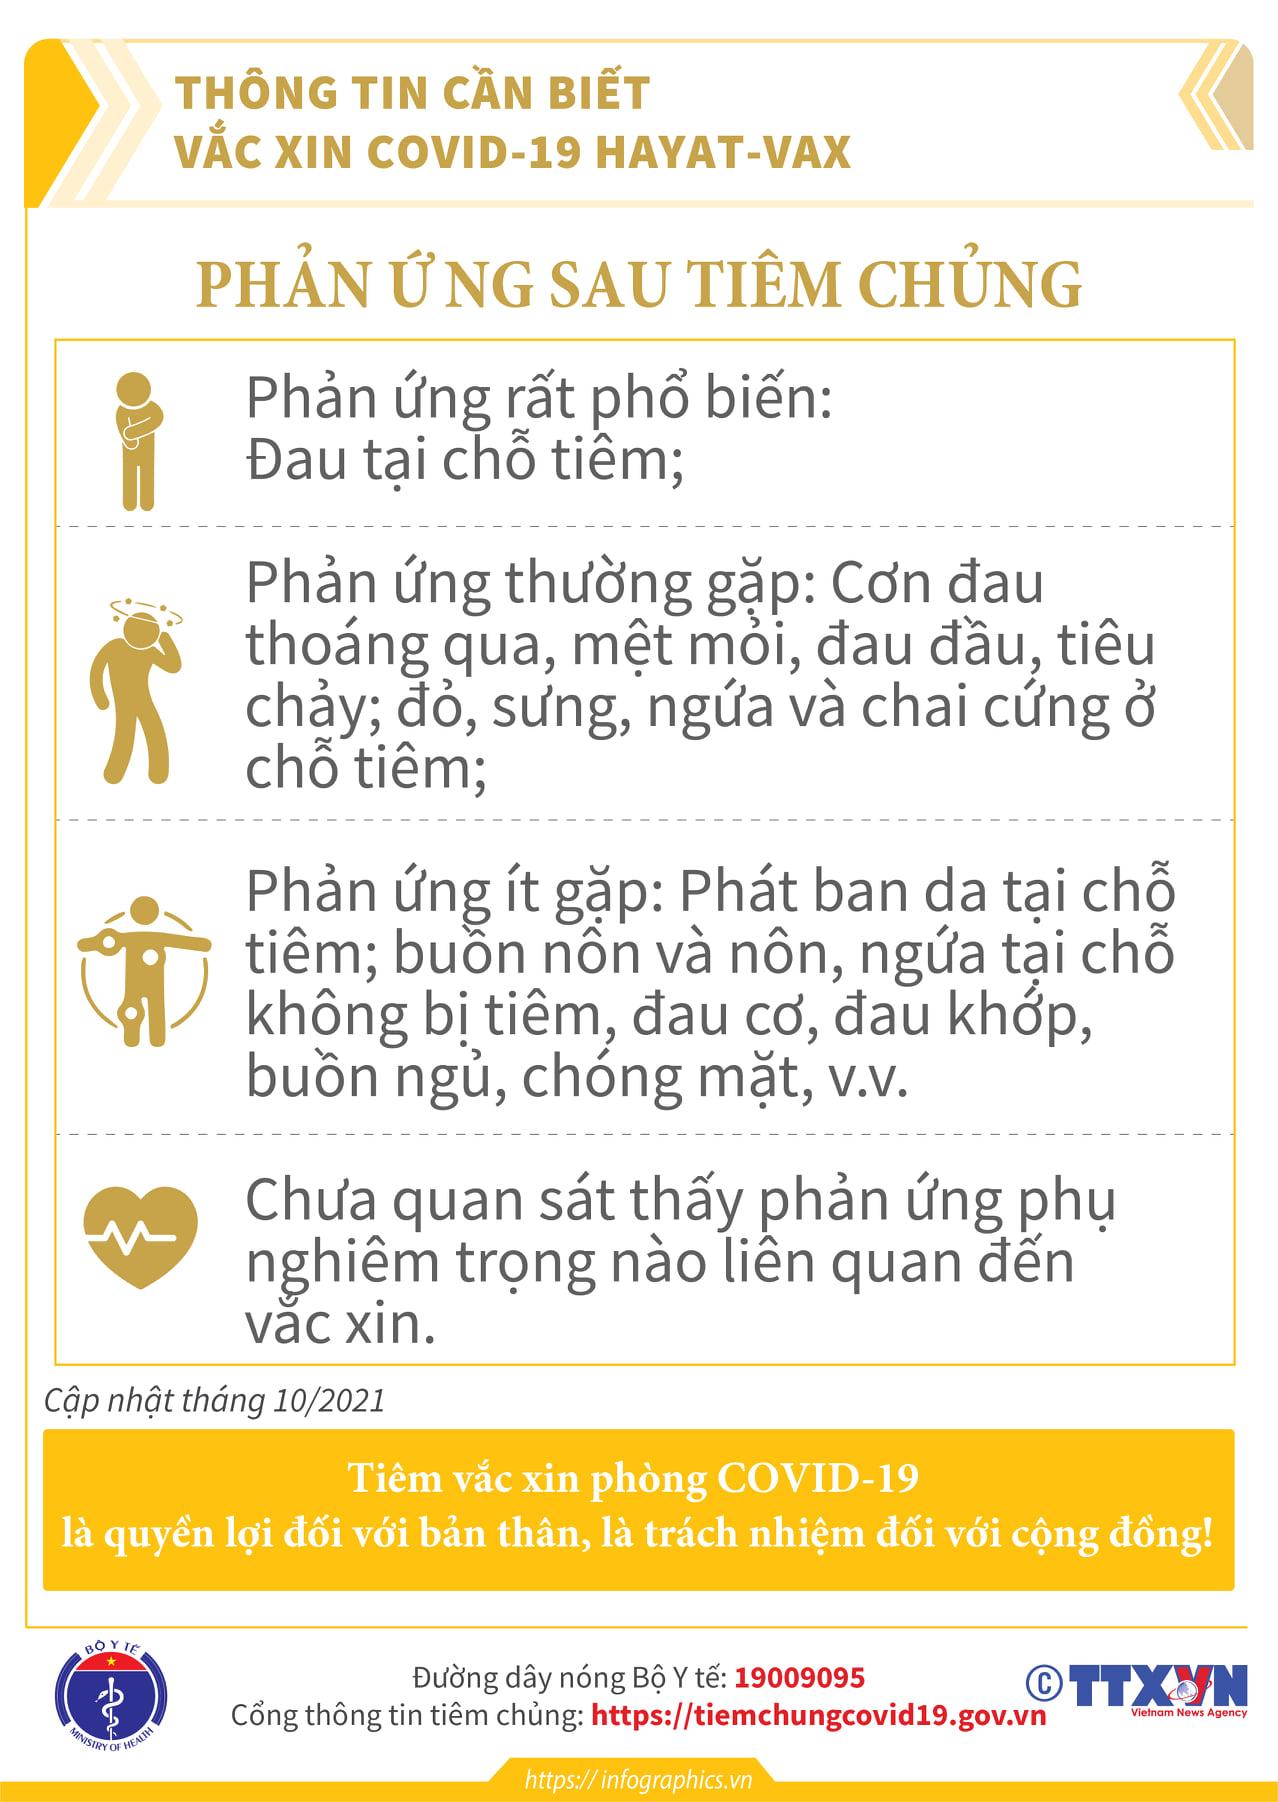 THÔNG TIN CẦN BIẾT
VẮC XIN COVID-19 HAYAT-VAX
PHẢN ỨNG SAU TIÊM CHỦNG
Phản ứng rất phổ biến:
Đau tại chỗ tiêm;
Phản ứng thường gặp: Cơn đau
thoáng qua, mệt mỏi, đau đầu, tiêu
chảy; đỏ, sưng, ngứa và chai cứng ở
chỗ tiêm;
Phản ứng ít gặp: Phát ban da tại chỗ
tiêm; buồn nôn và nôn, ngứa tại chỗ
không bị tiêm, đau cơ, đau khớp,
buồn ngủ, chóng mặt, v.v.
Chưa quan sát thấy phản ứng phụ
nghiêm trọng nào liên quan đến
vắc xin.
Cập nhật tháng 10/2021
Tiêm vắc xin phòng COVID-19
là quyền lợi đối với bản thân, là trách nhiệm đối với cộng đồng!
BỘ Y TẾ
MINISTRY OF HEALTH
Đường dây nóng Bộ Y tế: 19009095
Cổng thông tin tiêm chủng: https://tiemchungcovid19.gov.vn
© TTXVN
Vietnam News Agency
https:// infographics.vn